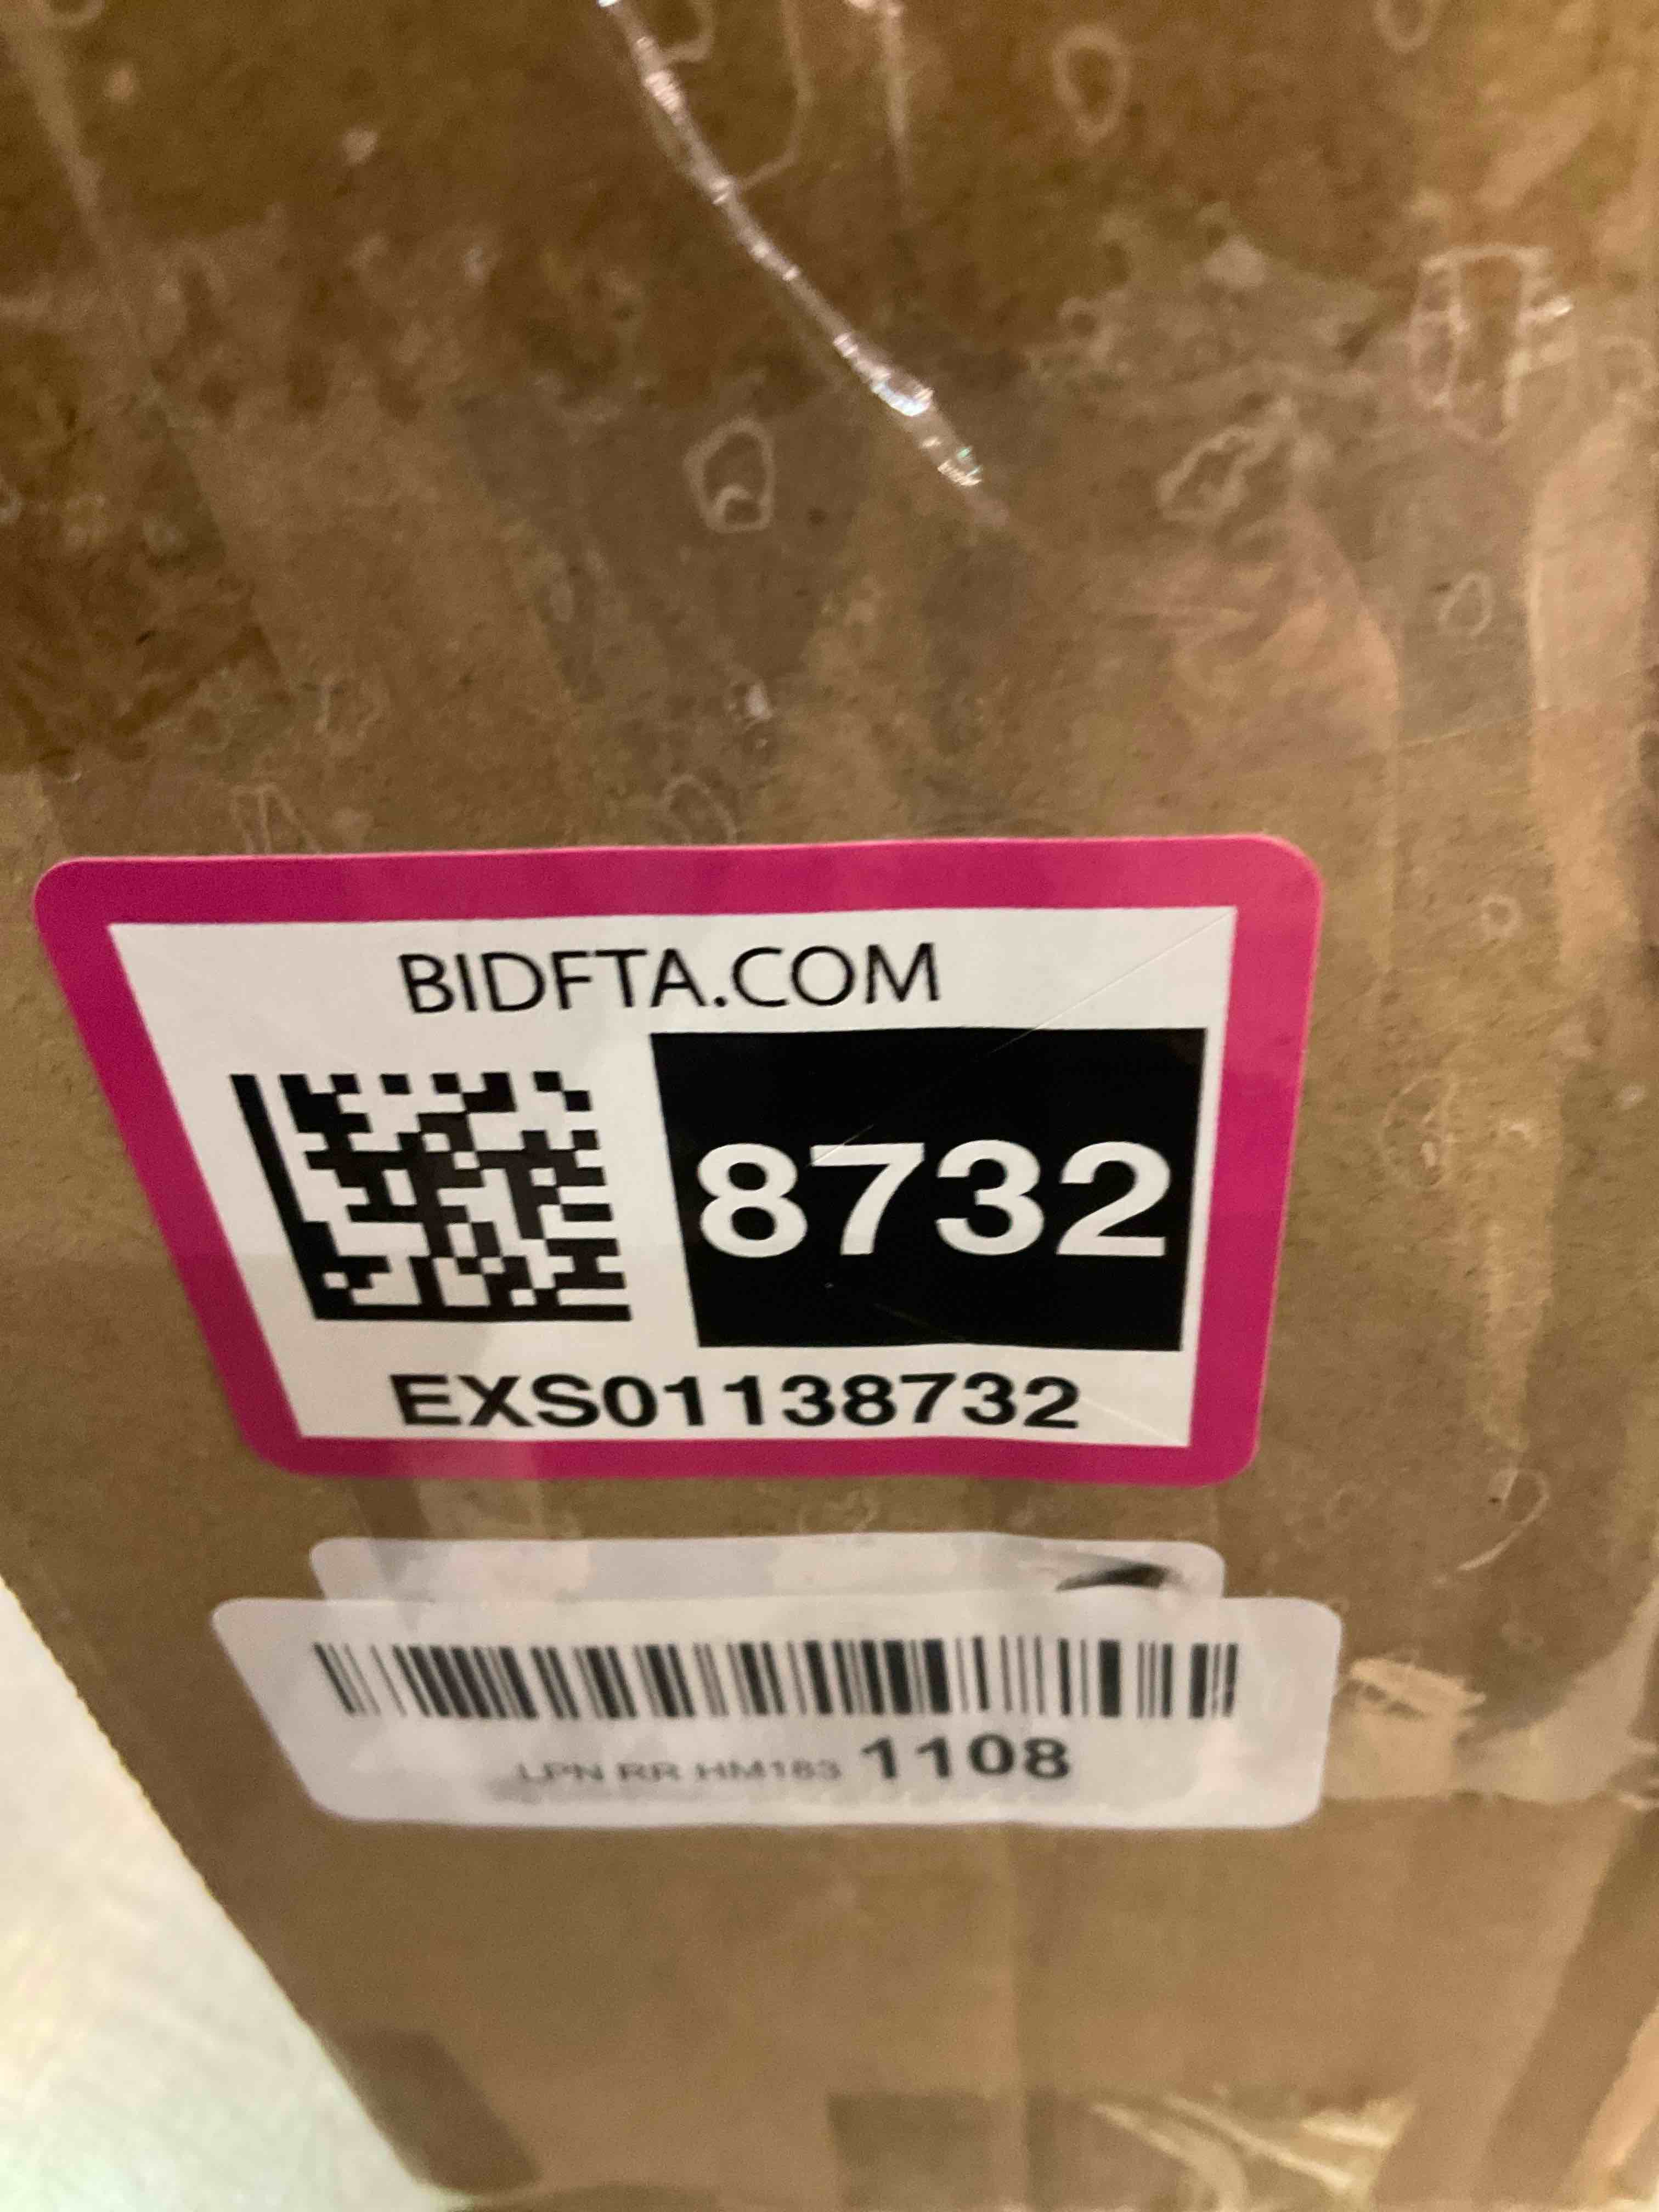 BIDFTA.COM
8732
EXS01138732
LPN RR HM183 1108